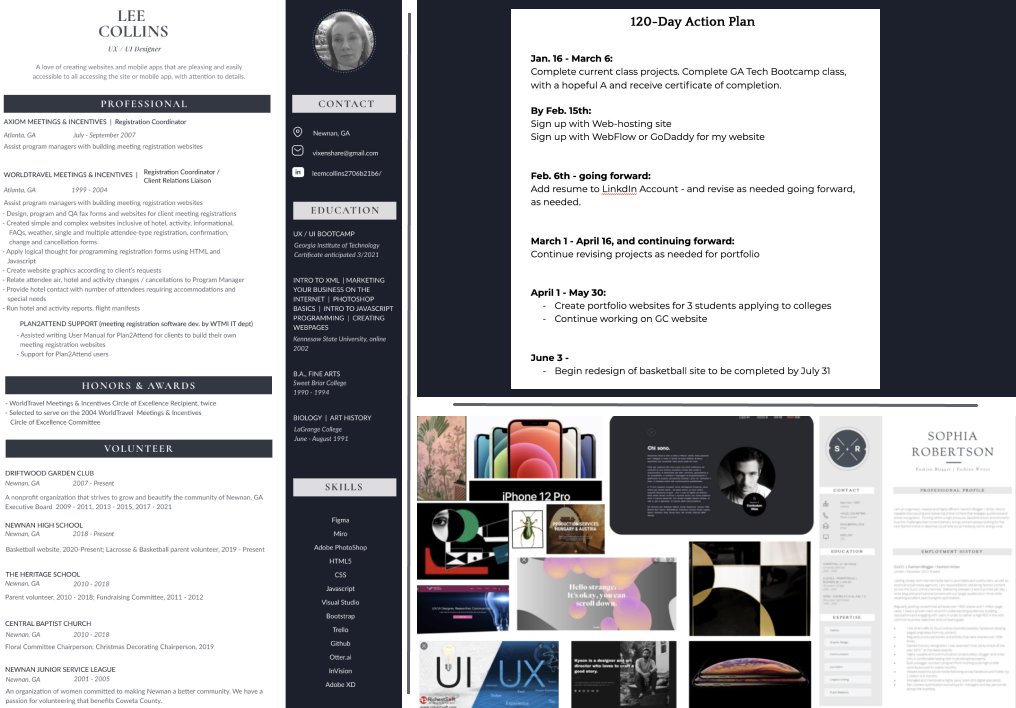 LEE
COLLINS
UX / UI Designer
A love of creating websites and mobile apps that are pleasing and easily
accessible to all accessing the site or mobile app, with attention to details.
PROFESSIONAL
AXIOM MEETINGS & INCENTIVES | Registration Coordinator
Atlanta, GA July - September 2007
Assist program managers with building meeting registration websites
WORLDTRAVEL MEETINGS & INCENTIVES | Registration Coordinator /
Client Relations Liaison
Atlanta, GA 1999 - 2004
Assist program managers with building meeting registration websites
- Design, program and QA fax forms and websites for client meeting registrations
- Created simple and complex websites inclusive of hotel, activity, informational,
FAQs, weather, single and multiple attendee-type registration, confirmation,
change and cancellation forms
- Apply logical thought for programming registration forms using HTML and
Javascript
- Create website graphics according to client's requests
- Relate attendee air, hotel and activity changes / cancellations to Program Manager
- Provide hotel contact with number of attendees requiring accommodations and
special needs
- Run hotel and activity reports, flight manifests
PLAN2ATTEND SUPPORT (meeting registration software dev. by WTMI IT dept)
- Assisted writing User Manual for Plan2Attend for clients to build their own
meeting registration websites
- Support for Plan2Attend users
HONORS & AWARDS
- WorldTravel Meetings & Incentives Circle of Excellence Recipient, twice
- Selected to serve on the 2004 WorldTravel Meetings & Incentives
Circle of Excellence Committee
VOLUNTEER
DRIFTWOOD GARDEN CLUB
Newnan, GA 2007 - Present
A nonprofit organization that strives to grow and beautify the community of Newnan, GA
Executive Board 2009 - 2011, 2013 - 2015, 2017 - 2021
NEWNAN HIGH SCHOOL
Newnan, GA 2018 - Present
Basketball website, 2020-Present; Lacrosse & Basketball parent volunteer, 2019 - Present
THE HERITAGE SCHOOL
Newnan, GA 2010 - 2018
Parent volunteer, 2010 - 2018; Fundraising Committee, 2011 - 2012
CENTRAL BAPTIST CHURCH
Newnan, GA 2010 - 2018
Floral Committee Chairperson; Christmas Decorating Chairperson, 2019
NEWNAN JUNIOR SERVICE LEAGUE
Newnan, GA 2001 - 2005
An organization of women committed to making Newnan a better community. We have a
passion for volunteering that benefits Coweta County.
CONTACT
Newnan, GA
vixenshare@gmail.com
in leemcollins2706b21b6/
EDUCATION
UX / UI BOOTCAMP
Georgia Institute of Technology
Certificate anticipated 3/2021
INTRO TO XML | MARKETING
YOUR BUSINESS ON THE
INTERNET | PHOTOSHOP
BASICS | INTRO TO JAVASCRIPT
PROGRAMMING | CREATING
WEBPAGES
Kennesaw State University, online
2002
B.A., FINE ARTS
Sweet Briar College
1990 - 1994
BIOLOGY | ART HISTORY
LaGrange College
June - August 1991
SKILLS
Figma
Miro
Adobe PhotoShop
HTML5
CSS
Javascript
Visual Studio
Bootstrap
Trello
Github
Otter.ai
InVision
Adobe XD
120-Day Action Plan
Jan. 16 - March 6:
Complete current class projects. Complete GA Tech Bootcamp class,
with a hopeful A and receive certificate of completion.
By Feb. 15th:
Sign up with Web-hosting site
Sign up with WebFlow or GoDaddy for my website
Feb. 6th - going forward:
Add resume to LinkdIn Account - and revise as needed going forward,
as needed.
March 1 - April 16, and continuing forward:
Continue revising projects as needed for portfolio
April 1 - May 30:
- Create portfolio websites for 3 students applying to colleges
- Continue working on GC website
June 3 -
- Begin redesign of basketball site to be completed by July 31
iPhone 12 Pro
Chi sono.
PRODUCTION SERVICES
HUNGARY & AUSTRIA
Hello strange:
It's okay, you can
scroll down.
UI
UX
Experience
Ryson is a designer and art
director who loves to craft
a good story.
S R
SOPHIA
ROBERTSON
Fashion Blogger | Fashion Writer
CONTACT
EDUCATION
EXPERTISE
PROFESSIONAL PROFILE
EMPLOYMENT HISTORY